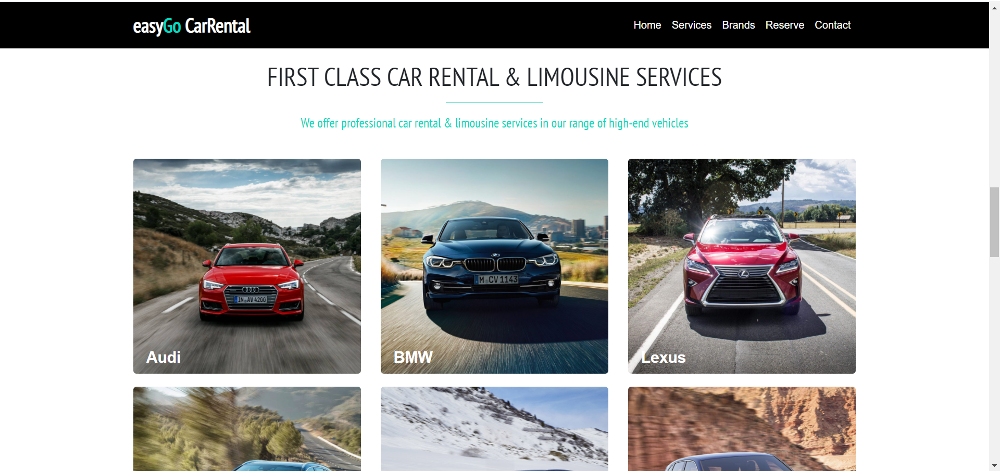 easyGo CarRental
Home Services Brands Reserve Contact
FIRST CLASS CAR RENTAL & LIMOUSINE SERVICES
We offer professional car rental & limousine services in our range of high-end vehicles
IN AV 4200
M CV 1143
Audi
BMW
Lexus